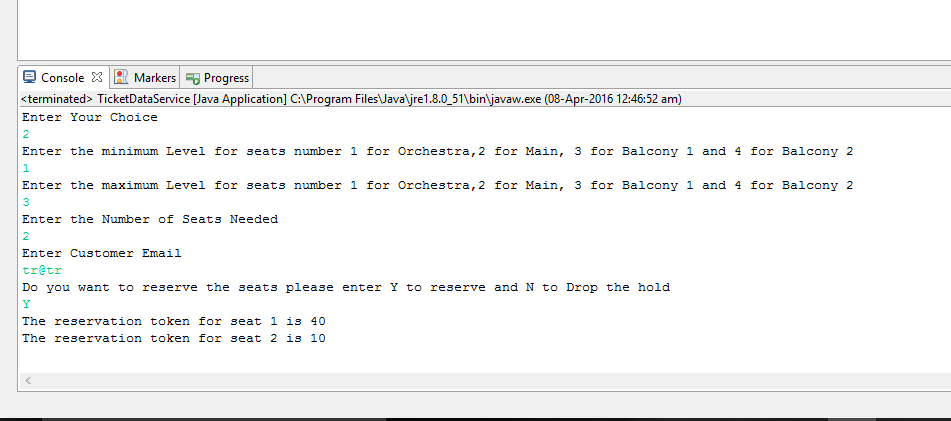 Console Markers Progress
<terminated> TicketDataService [Java Application] C:\Program Files\Java\jre1.8.0_51\bin\javaw.exe (08-Apr-2016 12:46:52 am)
Enter Your Choice
2
Enter the minimum Level for seats number 1 for Orchestra,2 for Main, 3 for Balcony 1 and 4 for Balcony 2
1
Enter the maximum Level for seats number 1 for Orchestra,2 for Main, 3 for Balcony 1 and 4 for Balcony 2
3
Enter the Number of Seats Needed
2
Enter Customer Email
tr@tr
Do you want to reserve the seats please enter Y to reserve and N to Drop the hold
Y
The reservation token for seat 1 is 40
The reservation token for seat 2 is 10